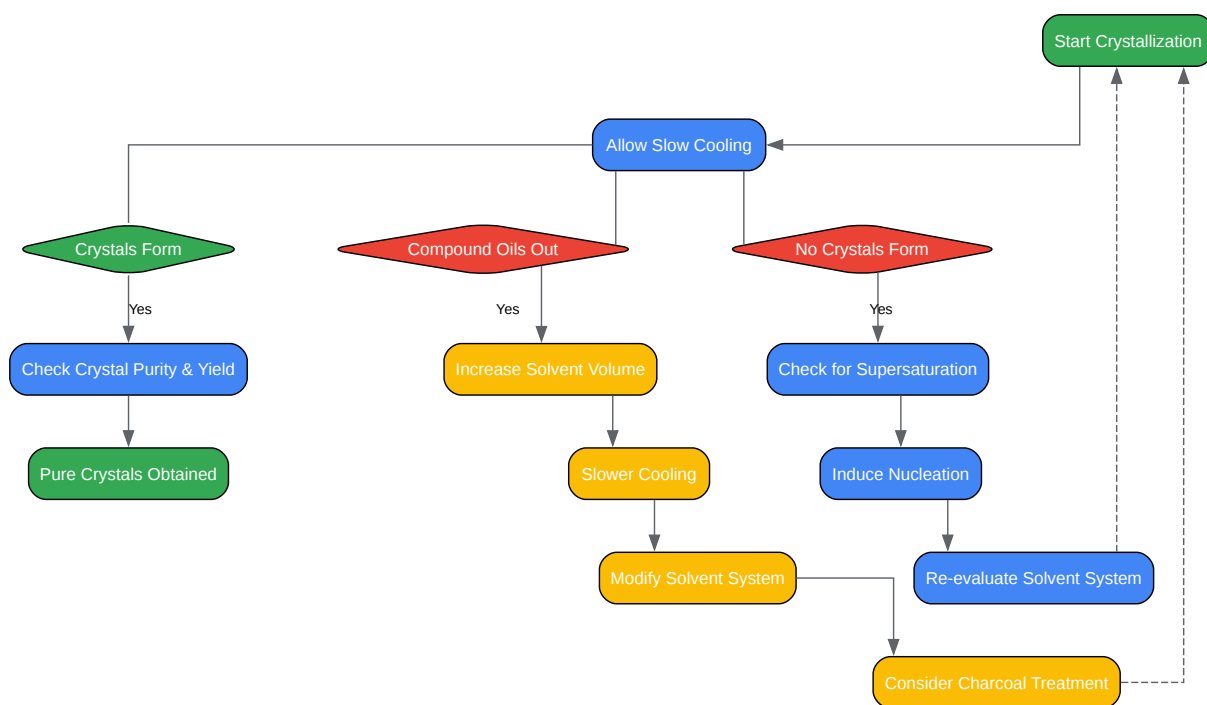 Start Crystallization
Allow Slow Cooling
Crystals Form
Compound Oils Out
No Crystals Form
Yes
Yes
Yes
Check Crystal Purity & Yield
Increase Solvent Volume
Check for Supersaturation
Pure Crystals Obtained
Slower Cooling
Induce Nucleation
Modify Solvent System
Re-evaluate Solvent System
Consider Charcoal Treatment